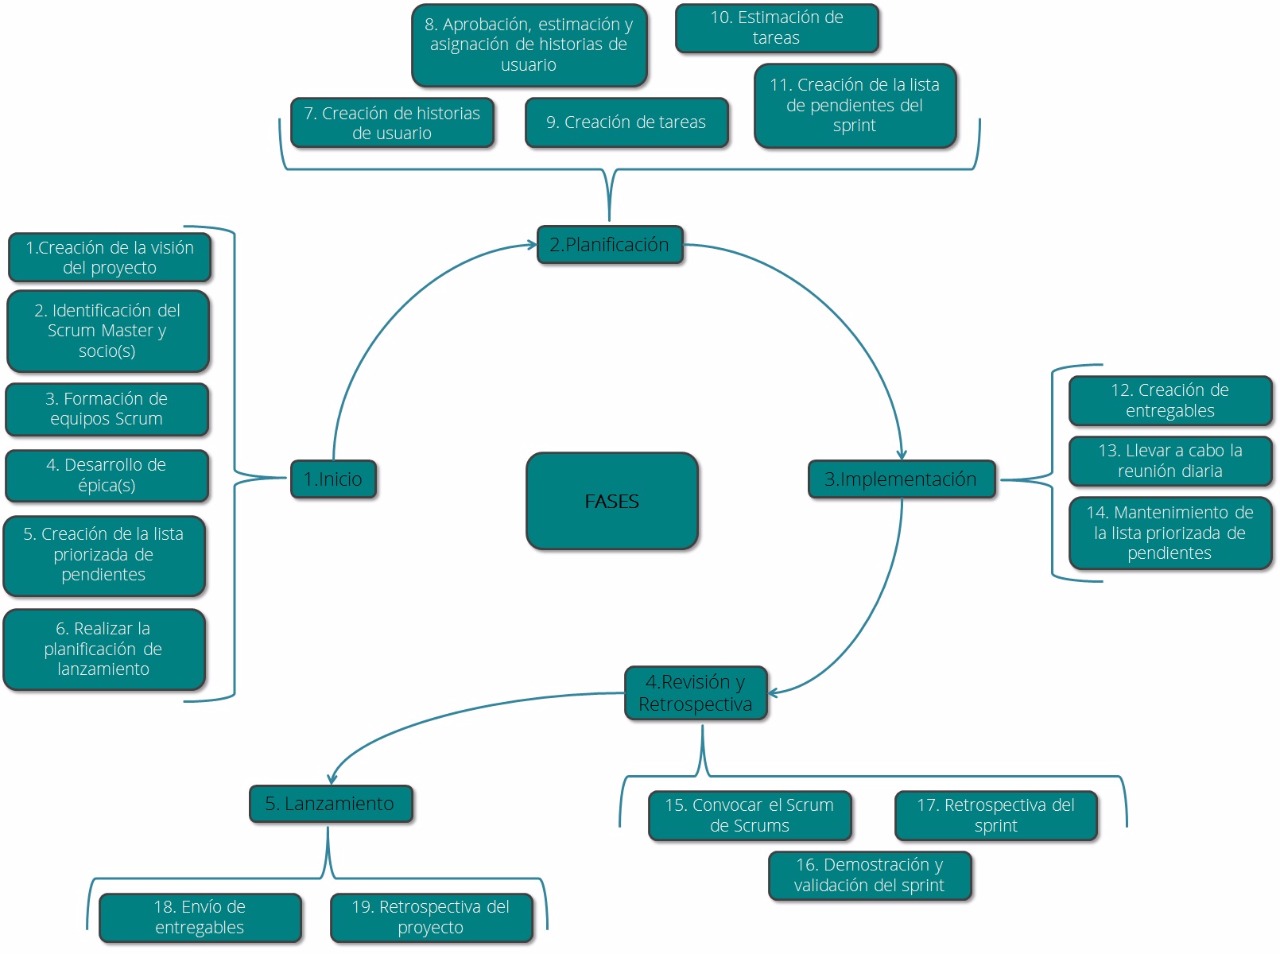 8. Aprobación, estimación y
asignación de historias de
usuario
10. Estimación de
tareas
7. Creación de historias
de usuario
9. Creación de tareas
11. Creación de la lista
de pendientes del
sprint
2.Planificación
1.Creación de la visión
del proyecto
2. Identificación del
Scrum Master y
socio(s)
3. Formación de
equipos Scrum
4. Desarrollo de
épica(s)
5. Creación de la lista
priorizada de
pendientes
6. Realizar la
planificación de
lanzamiento
1.Inicio
FASES
3.Implementación
12. Creación de
entregables
13. Llevar a cabo la
reunión diaria
14. Mantenimiento de
la lista priorizada de
pendientes
4.Revisión y
Retrospectiva
15. Convocar el Scrum
de Scrums
17. Retrospectiva del
sprint
16. Demostración y
validación del sprint
5. Lanzamiento
18. Envío de
entregables
19. Retrospectiva del
proyecto